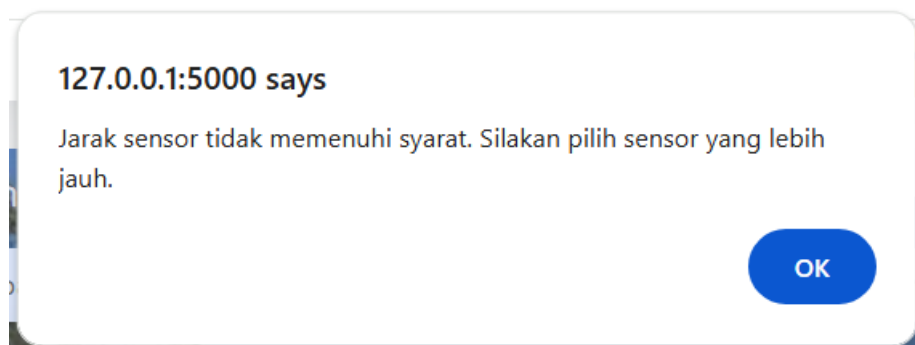 127.0.0.1:5000 says
Jarak sensor tidak memenuhi syarat. Silakan pilih sensor yang lebih
jauh.
OK